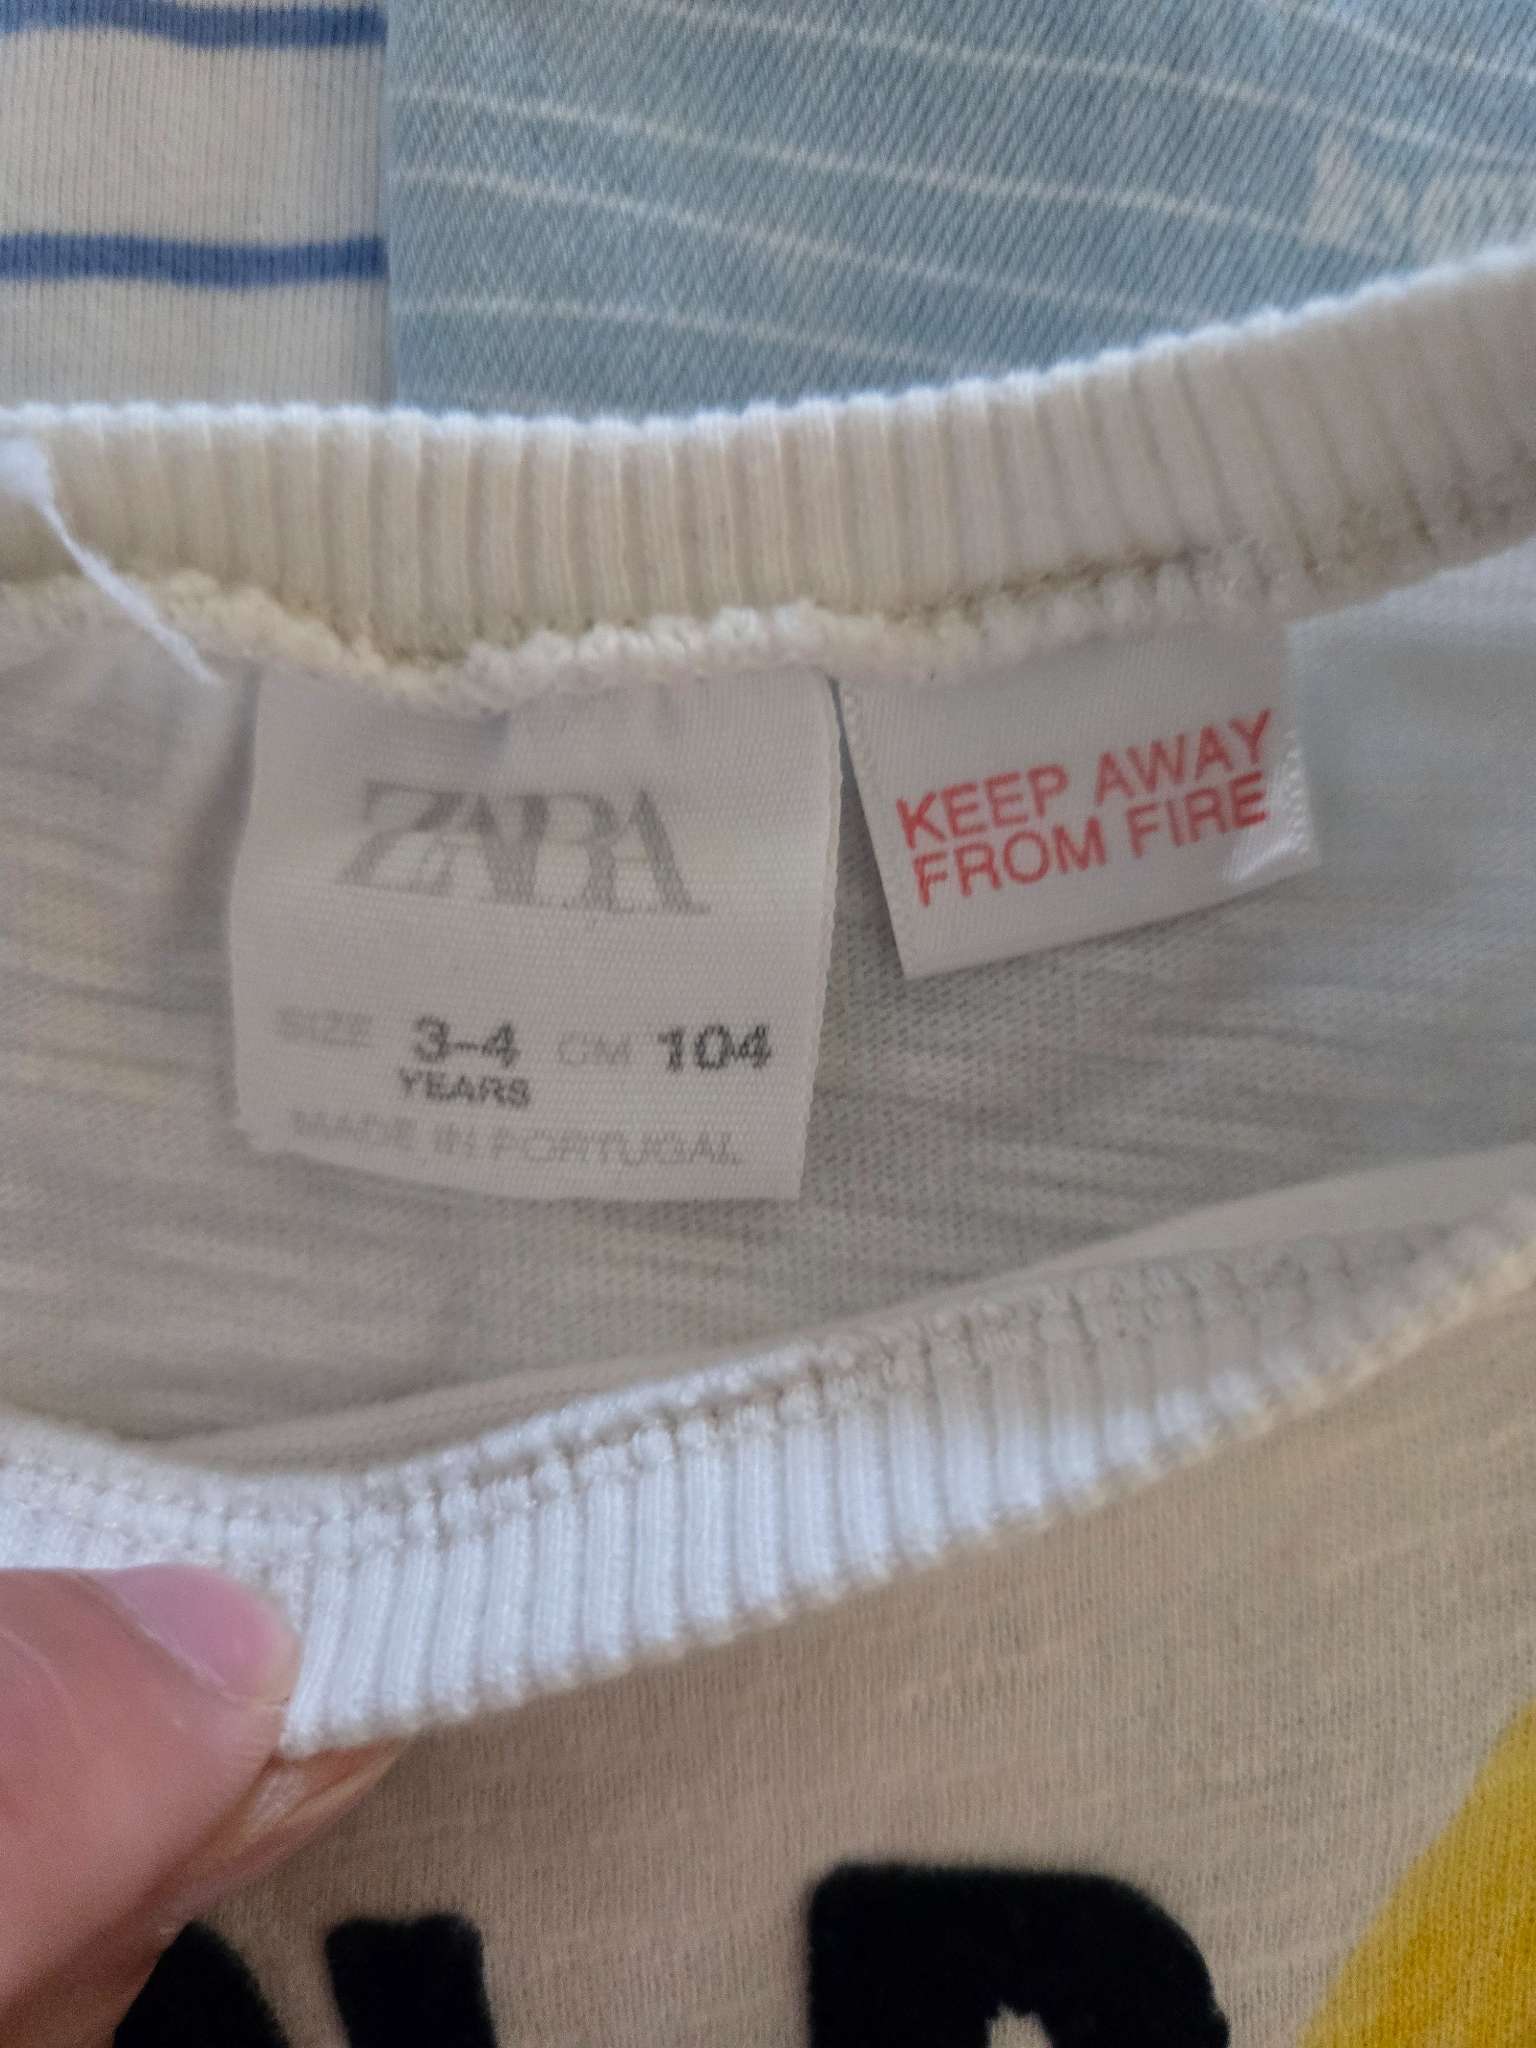 ZARA
SIZE 3-4 CM 104
YEARS
MADE IN PORTUGAL
KEEP AWAY
FROM FIRE